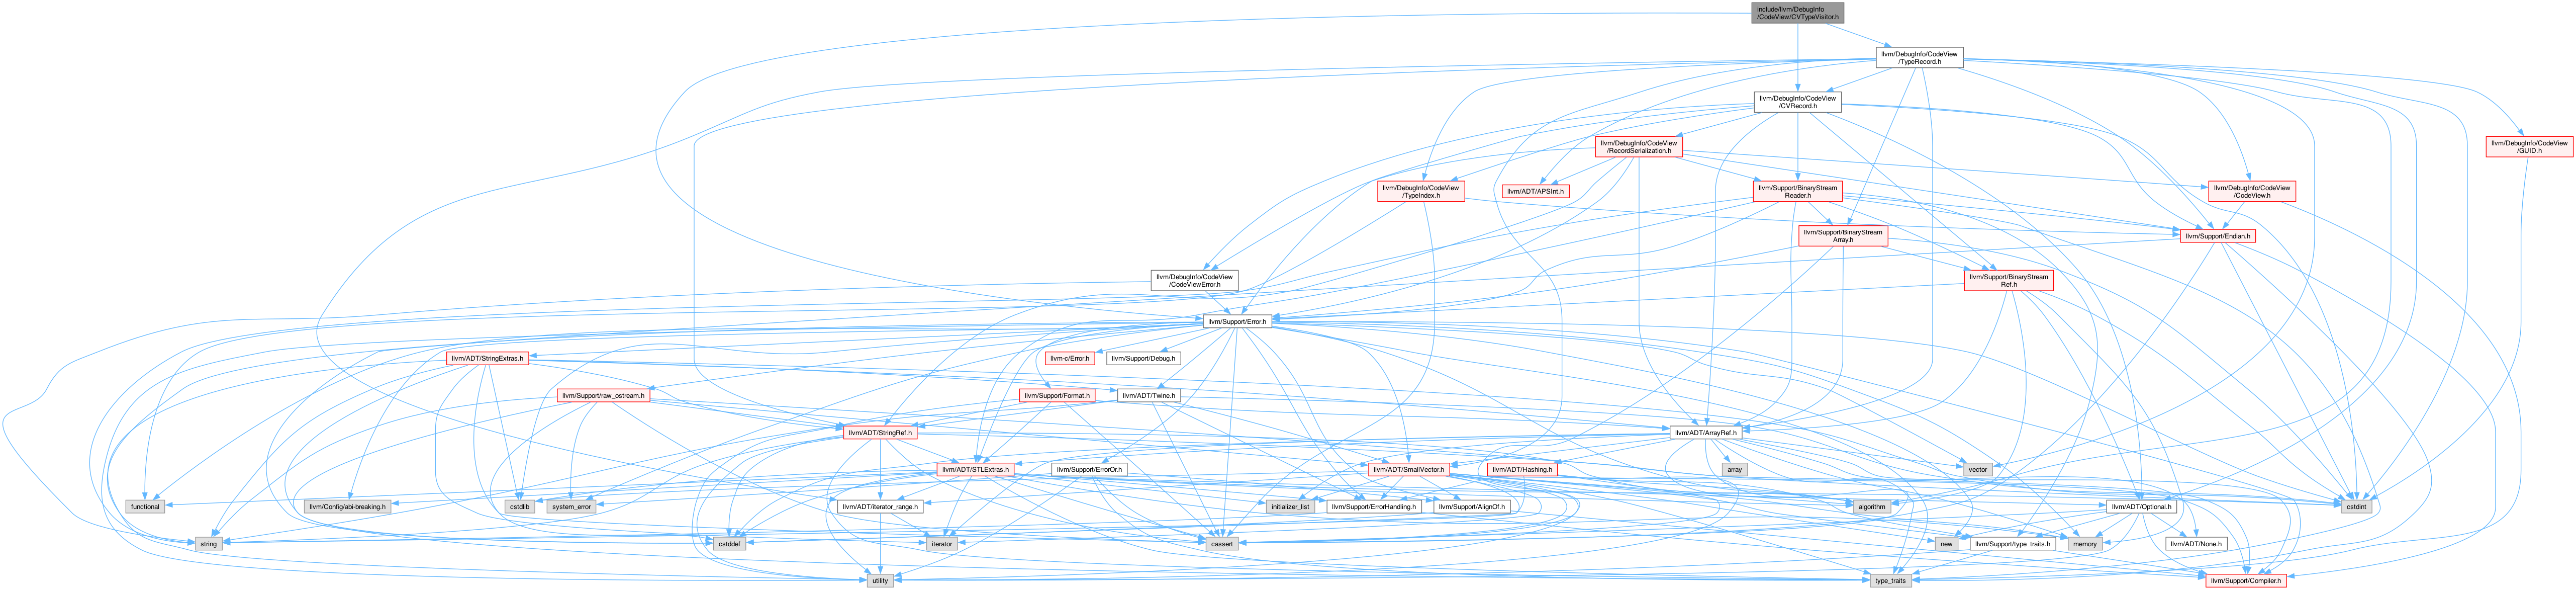 include/llvm/DebugInfo
/CodeView/CVTypeVisitor.h
llvm/DebugInfo/CodeView
/TypeRecord.h
llvm/DebugInfo/CodeView
/CVRecord.h
llvm/DebugInfo/CodeView
/RecordSerialization.h
llvm/DebugInfo/CodeView
/GUID.h
llvm/DebugInfo/CodeView
/TypeIndex.h
llvm/ADT/APSInt.h
llvm/Support/BinaryStream
Reader.h
llvm/DebugInfo/CodeView
/CodeView.h
llvm/Support/BinaryStream
Array.h
llvm/Support/Endian.h
llvm/DebugInfo/CodeView
/CodeViewError.h
llvm/Support/BinaryStream
Ref.h
llvm/Support/Error.h
llvm/ADT/StringExtras.h
llvm-c/Error.h
llvm/Support/Debug.h
llvm/Support/raw_ostream.h
llvm/Support/Format.h
llvm/ADT/Twine.h
llvm/ADT/StringRef.h
llvm/ADT/ArrayRef.h
llvm/ADT/STLExtras.h
llvm/Support/ErrorOr.h
llvm/ADT/SmallVector.h
llvm/ADT/Hashing.h
array
vector
functional
llvm/Config/abi-breaking.h
cstdlib
system_error
llvm/ADT/iterator_range.h
initializer_list
llvm/Support/ErrorHandling.h
llvm/Support/AlignOf.h
algorithm
llvm/ADT/Optional.h
cstdint
string
cstddef
iterator
cassert
new
llvm/Support/type_traits.h
memory
llvm/ADT/None.h
utility
type_traits
llvm/Support/Compiler.h